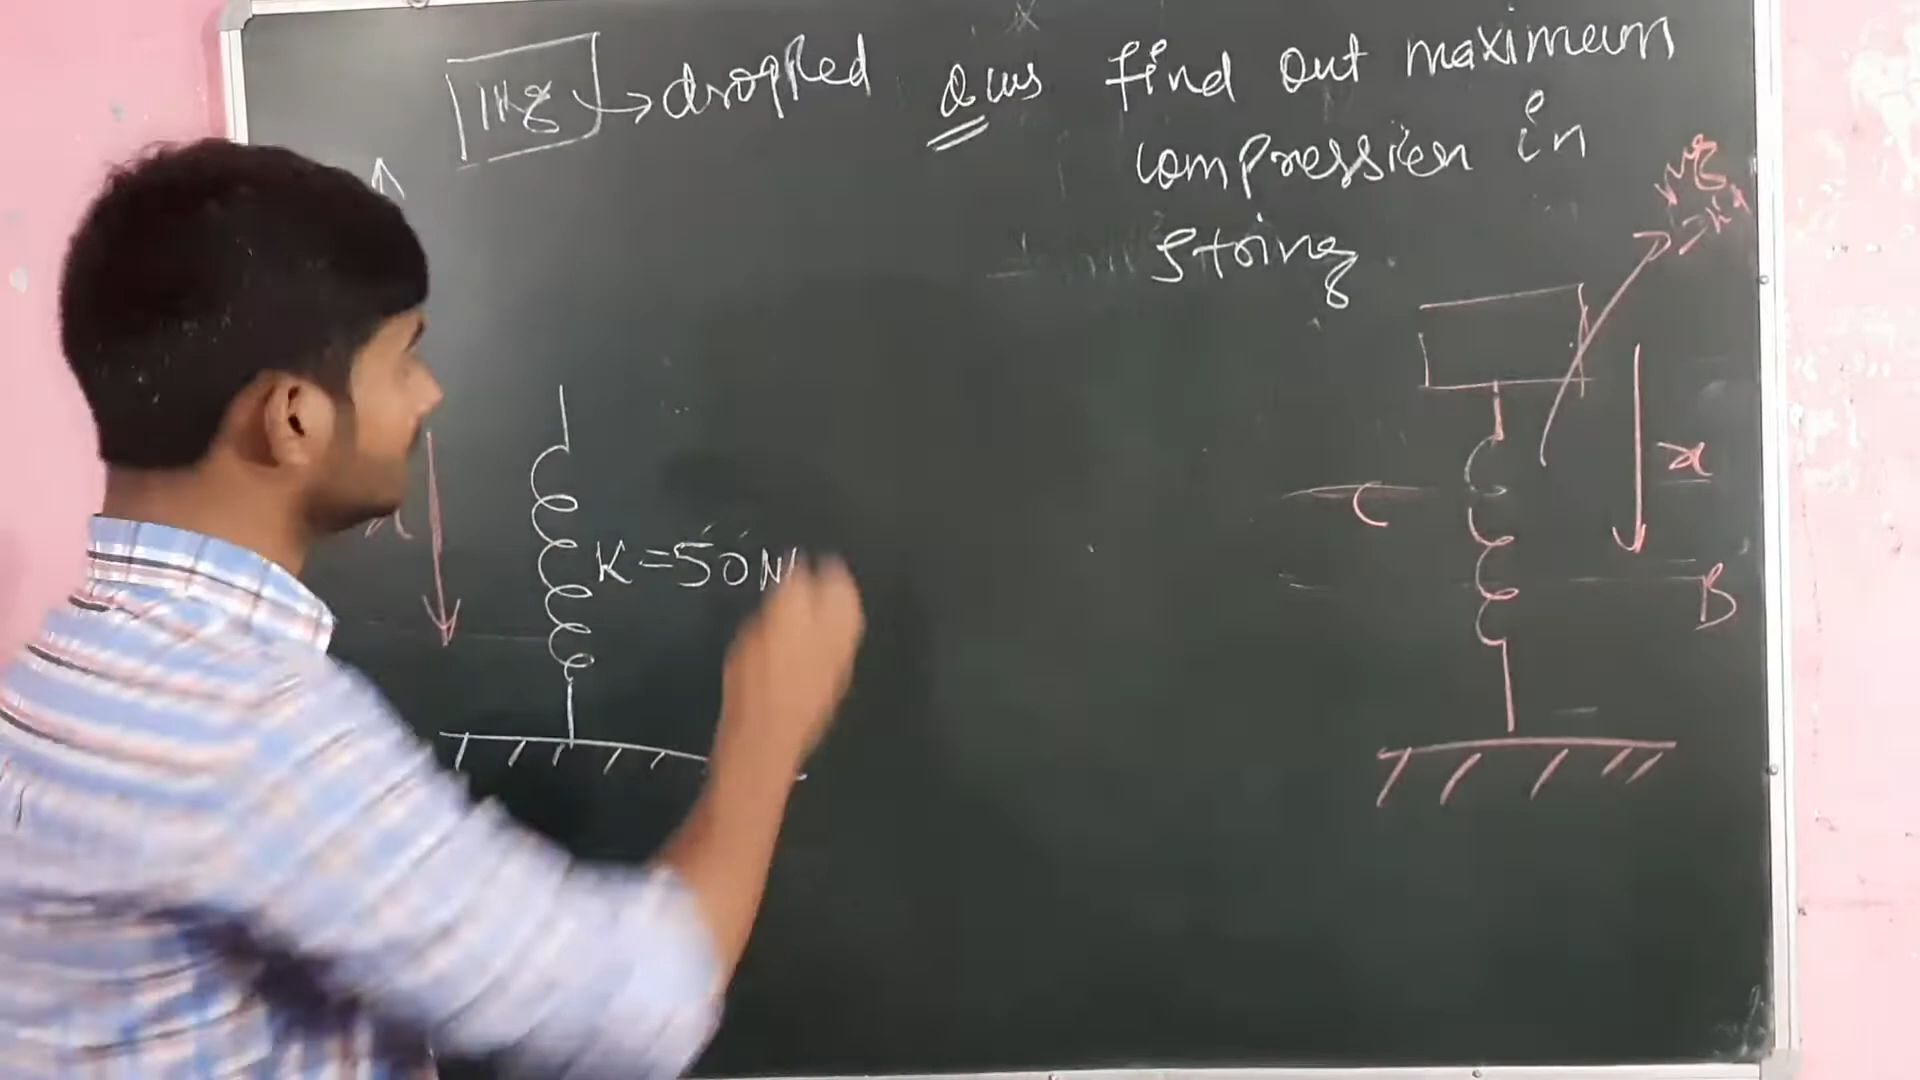 1Kg → dropped
Ques Find out maximum
compression in
string
K=50N
x
C
B